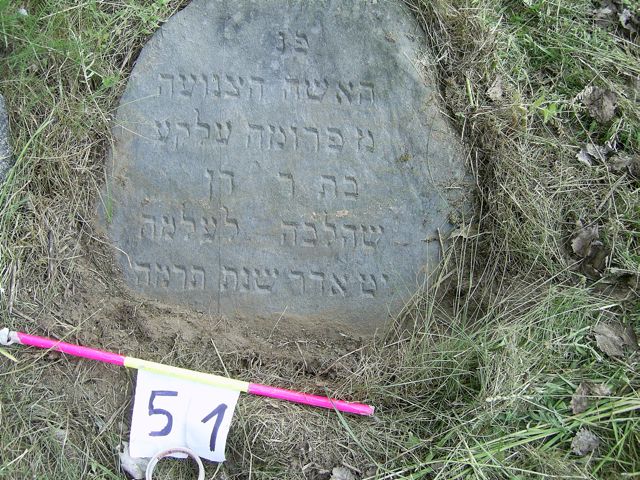 פנ
האשה הצנועה
מ פרומה עלקע
בת ר דן
שהלכה לעלמה
יט אדר שנת תרמה
51